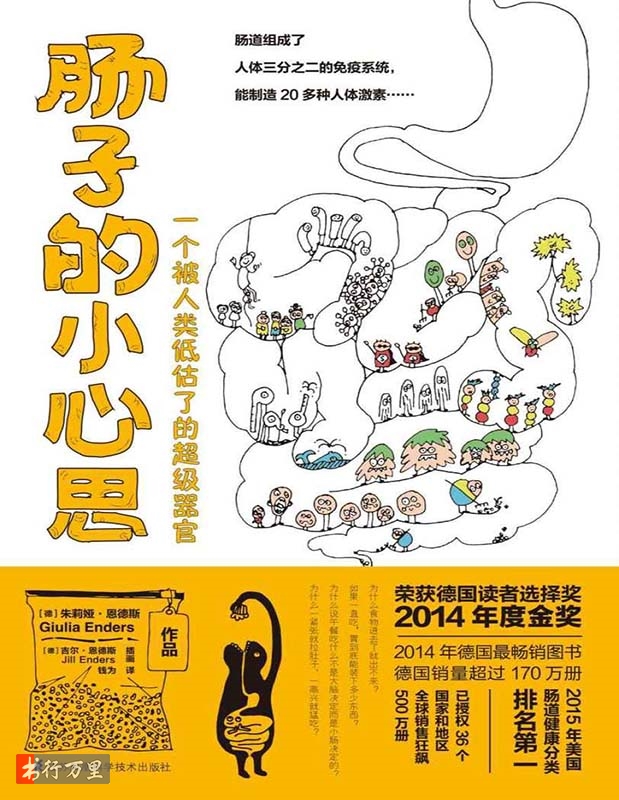 肠子的小心思
一个被人类低估了的超级器官
肠道组成了
人体三分之二的免疫系统,
能制造 20 多种人体激素……
[德] 朱莉娅·恩德斯
Giulia Enders
[德] 吉尔·恩德斯 插画
Jill Enders
钱为 译
作品
为什么食物进去了就出不来?
如果一直吃,胃到底能装下多少东西?
为什么说午餐吃什么不是大脑决定而是小肠决定的?
为什么一紧张就拉肚子,一高兴就猛吃?
荣获德国读者选择奖
2014 年度金奖
2014 年德国最畅销图书
德国销量超过 170 万册
2015年美国
肠道健康分类
排名第一
已授权 36 个
国家和地区
全球销售狂飙
500 万册
书行万里
学技术出版社